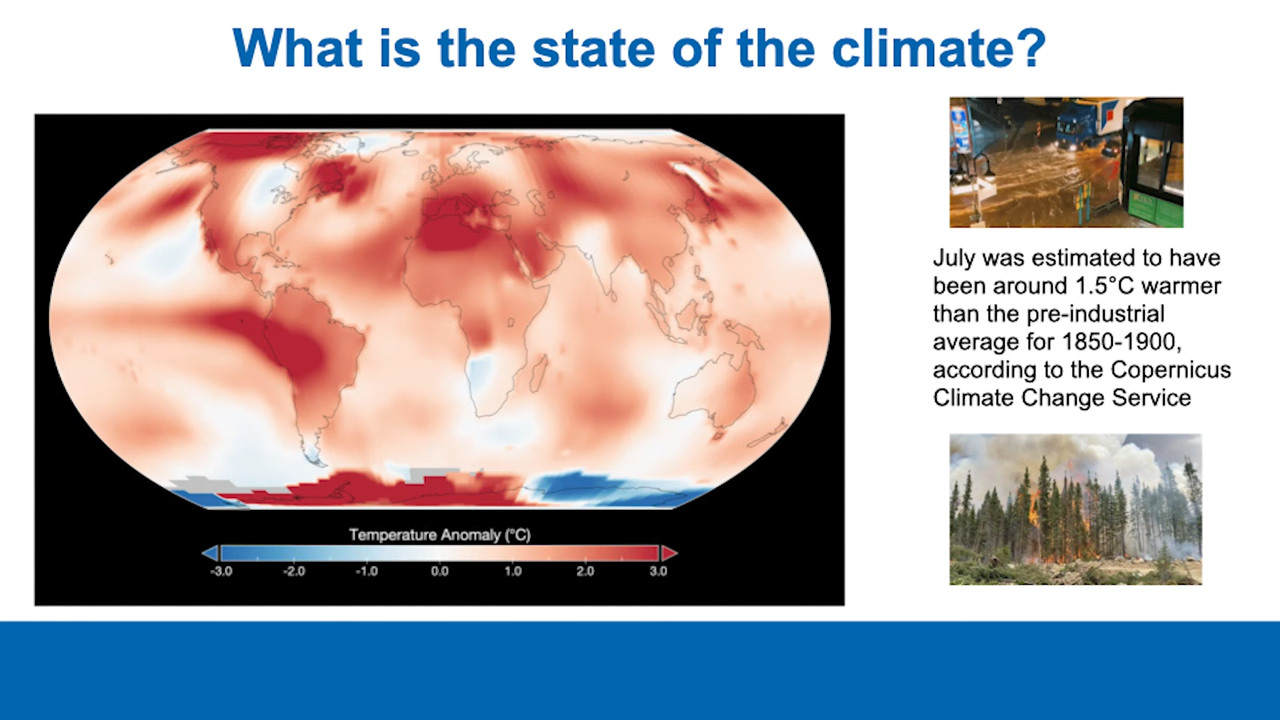 What is the state of the climate?
July was estimated to have
been around 1.5°C warmer
than the pre-industrial
average for 1850-1900,
according to the Copernicus
Climate Change Service
Temperature Anomaly (°C)
-3.0 -2.0 -1.0 0.0 1.0 2.0 3.0